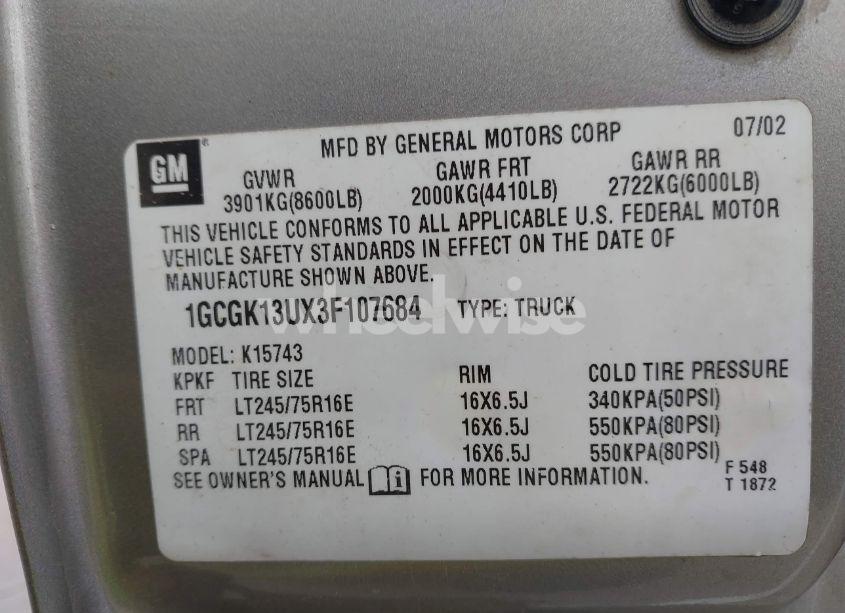 GM
MFD BY GENERAL MOTORS CORP 07/02
GVWR GAWR FRT GAWR RR
3901KG(8600LB) 2000KG(4410LB) 2722KG(6000LB)
THIS VEHICLE CONFORMS TO ALL APPLICABLE U.S. FEDERAL MOTOR
VEHICLE SAFETY STANDARDS IN EFFECT ON THE DATE OF
MANUFACTURE SHOWN ABOVE.
1GCGK13UX3F107684 TYPE: TRUCK
wheelwise
MODEL: K15743
KPKF TIRE SIZE RIM COLD TIRE PRESSURE
FRT LT245/75R16E 16X6.5J 340KPA(50PSI)
RR LT245/75R16E 16X6.5J 550KPA(80PSI)
SPA LT245/75R16E 16X6.5J 550KPA(80PSI)
SEE OWNER'S MANUAL i FOR MORE INFORMATION.
F 548
T 1872